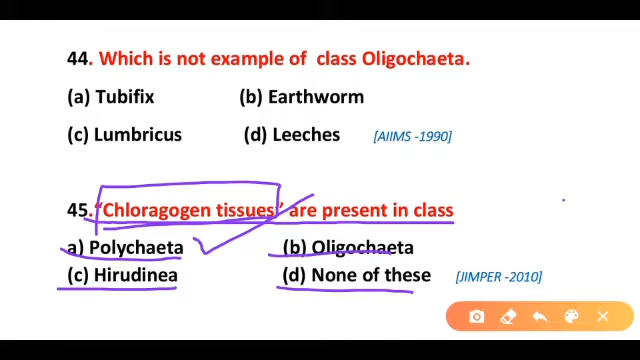 44. Which is not example of class Oligochaeta.
(a) Tubifix (b) Earthworm
(c) Lumbricus (d) Leeches [AIIMS -1990]
45. "Chloragogen tissues" are present in class
a) Polychaeta (b) Oligochaeta
(c) Hirudinea (d) None of these [JIMPER -2010]